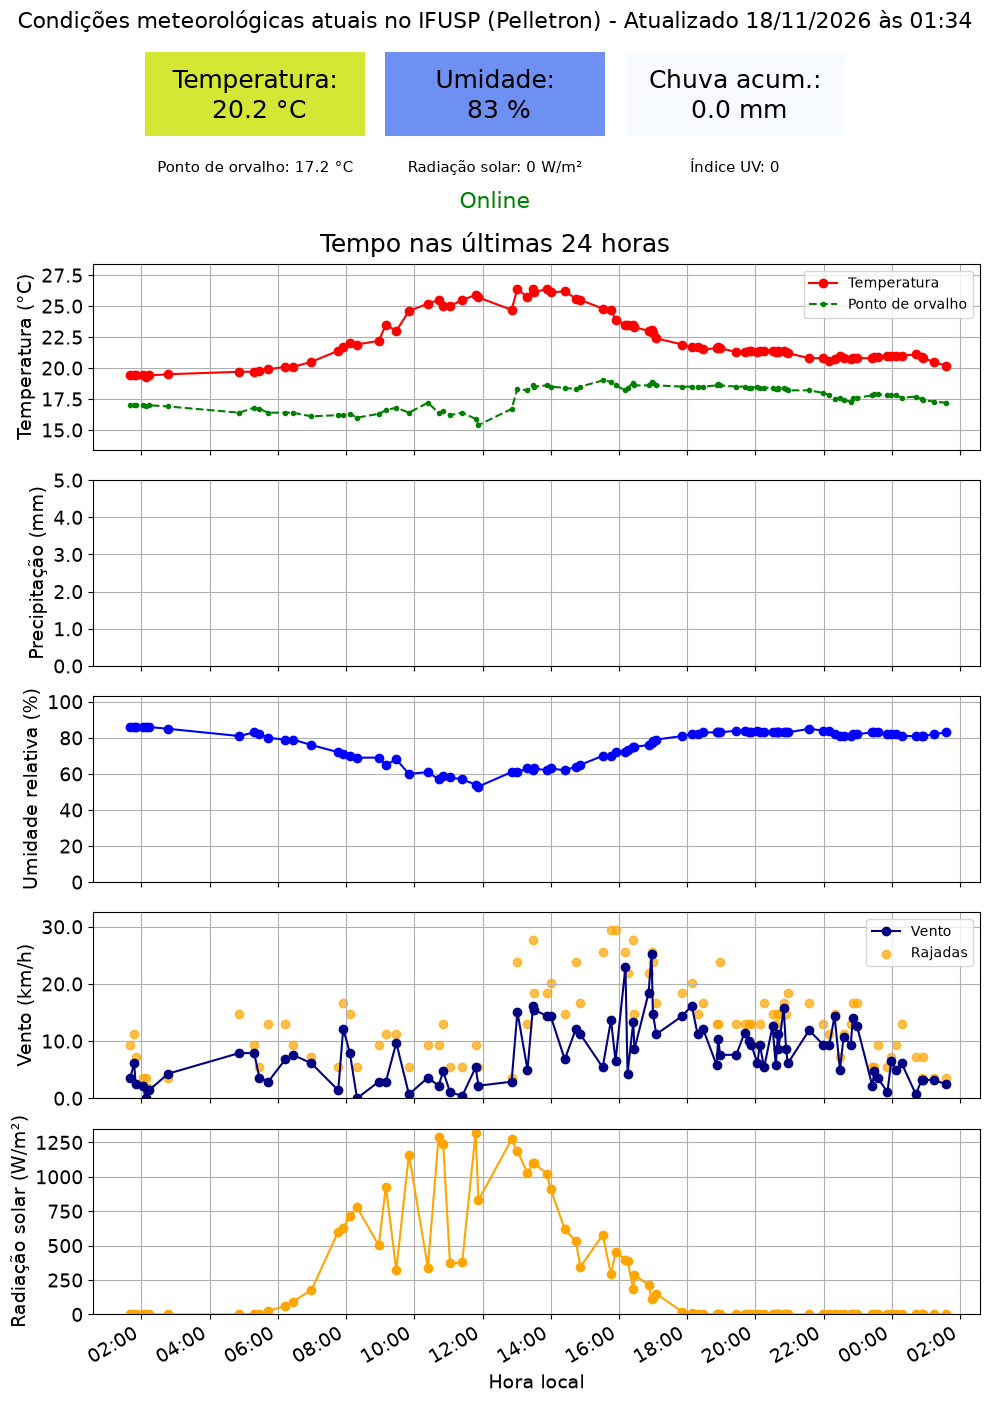 Condições meteorológicas atuais no IFUSP (Pelletron) - Atualizado 18/11/2026 às 01:34
Temperatura:
20.2 °C
Umidade:
83 %
Chuva acum.:
0.0 mm
Ponto de orvalho: 17.2 °C
Radiação solar: 0 W/m²
Índice UV: 0
Online
Tempo nas últimas 24 horas
Temperatura (°C)
27.5
25.0
22.5
20.0
17.5
15.0
Temperatura
Ponto de orvalho
Precipitação (mm)
5.0
4.0
3.0
2.0
1.0
0.0
Umidade relativa (%)
100
80
60
40
20
0
Vento (km/h)
30.0
20.0
10.0
0.0
Vento
Rajadas
Radiação solar (W/m²)
1250
1000
750
500
250
0
02:00
04:00
06:00
08:00
10:00
12:00
14:00
16:00
18:00
20:00
22:00
00:00
02:00
Hora local